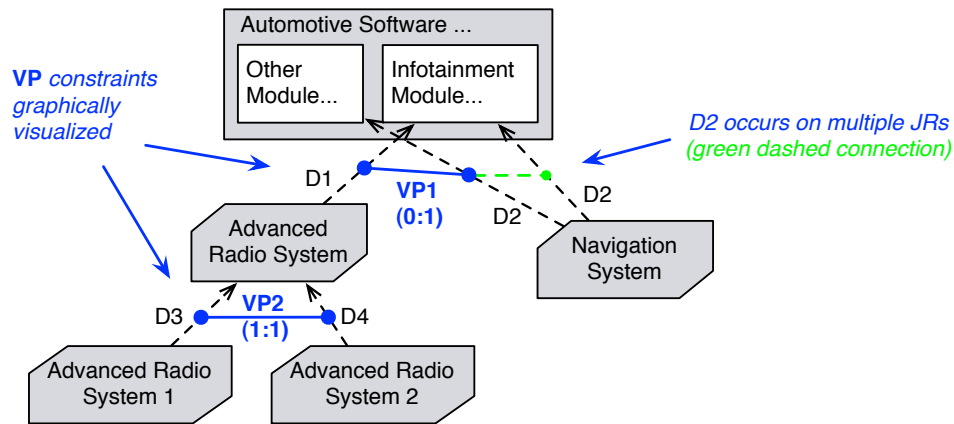 Automotive Software ...
Other
Module...
Infotainment
Module...
VP constraints
graphically
visualized
D2 occurs on multiple JRs
(green dashed connection)
D1
VP1
(0:1)
D2
D2
Advanced
Radio System
Navigation
System
D3
VP2
(1:1)
D4
Advanced Radio
System 1
Advanced Radio
System 2